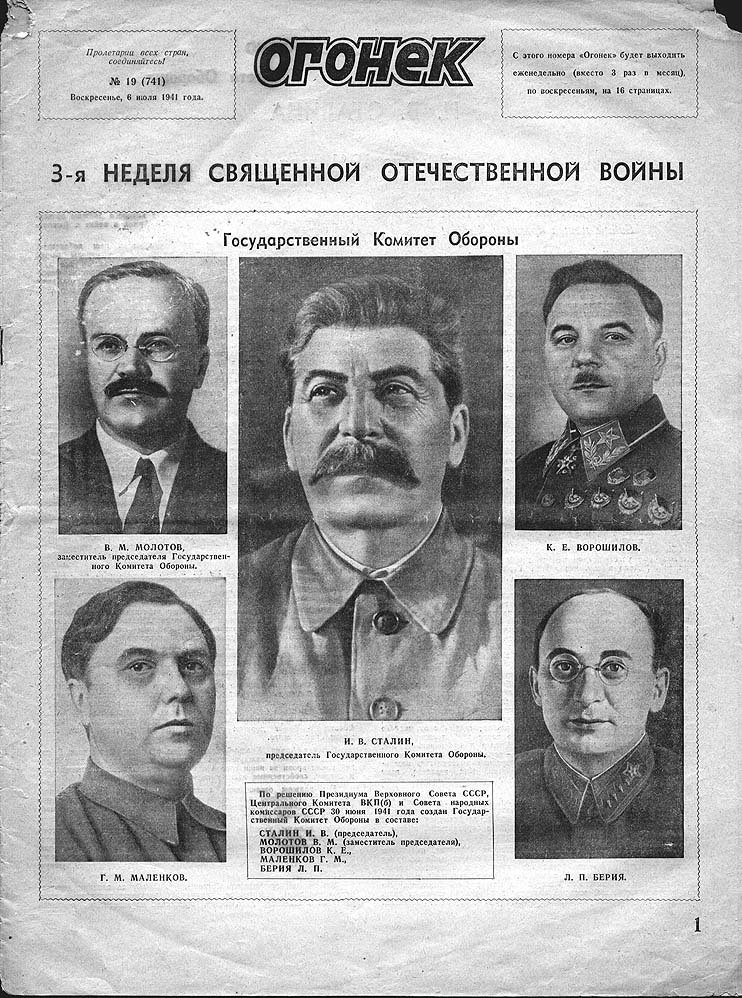 Пролетарии всех стран,
соединяйтесь!
№ 19 (741)
Воскресенье, 6 июля 1941 года.
ОГОНЕК
С этого номера «Огонек» будет выходить
еженедельно (вместо 3 раз в месяц),
по воскресеньям, на 16 страницах.
3-я НЕДЕЛЯ СВЯЩЕННОЙ ОТЕЧЕСТВЕННОЙ ВОЙНЫ
Государственный Комитет Обороны
В. М. МОЛОТОВ,
заместитель председателя Государствен-
ного Комитета Обороны.
К. Е. ВОРОШИЛОВ.
И. В. СТАЛИН,
председатель Государственного Комитета Обороны.
По решению Президиума Верховного Совета СССР,
Центрального Комитета ВКП(б) и Совета народных
комиссаров СССР 30 июня 1941 года создан Государ-
ственный Комитет Обороны в составе:
СТАЛИН И. В. (председатель),
МОЛОТОВ В. М. (заместитель председателя),
ВОРОШИЛОВ К. Е.,
МАЛЕНКОВ Г. М.,
БЕРИЯ Л. П.
Г. М. МАЛЕНКОВ.
Л. П. БЕРИЯ.
1